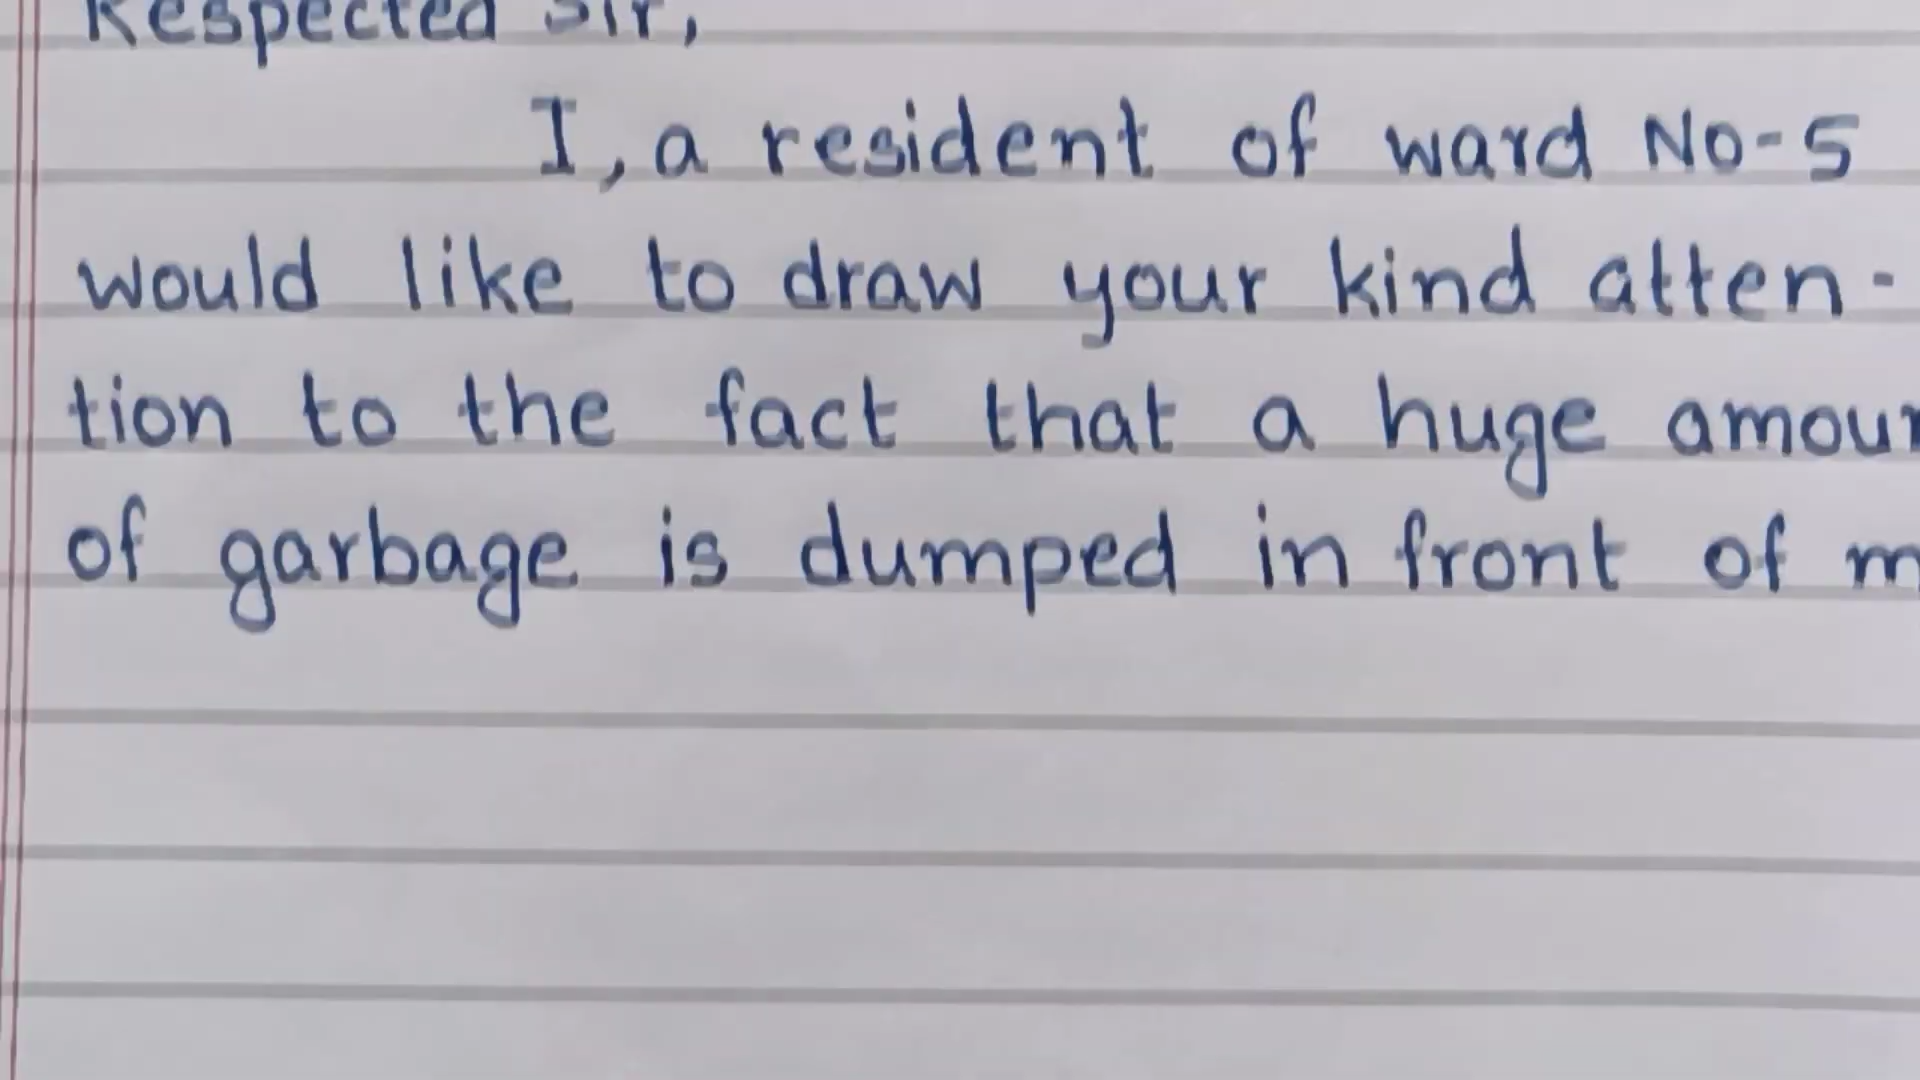 Respected Sir,
I, a resident of ward No-5
would like to draw your kind atten-
tion to the fact that a huge amour
of garbage is dumped in front of m